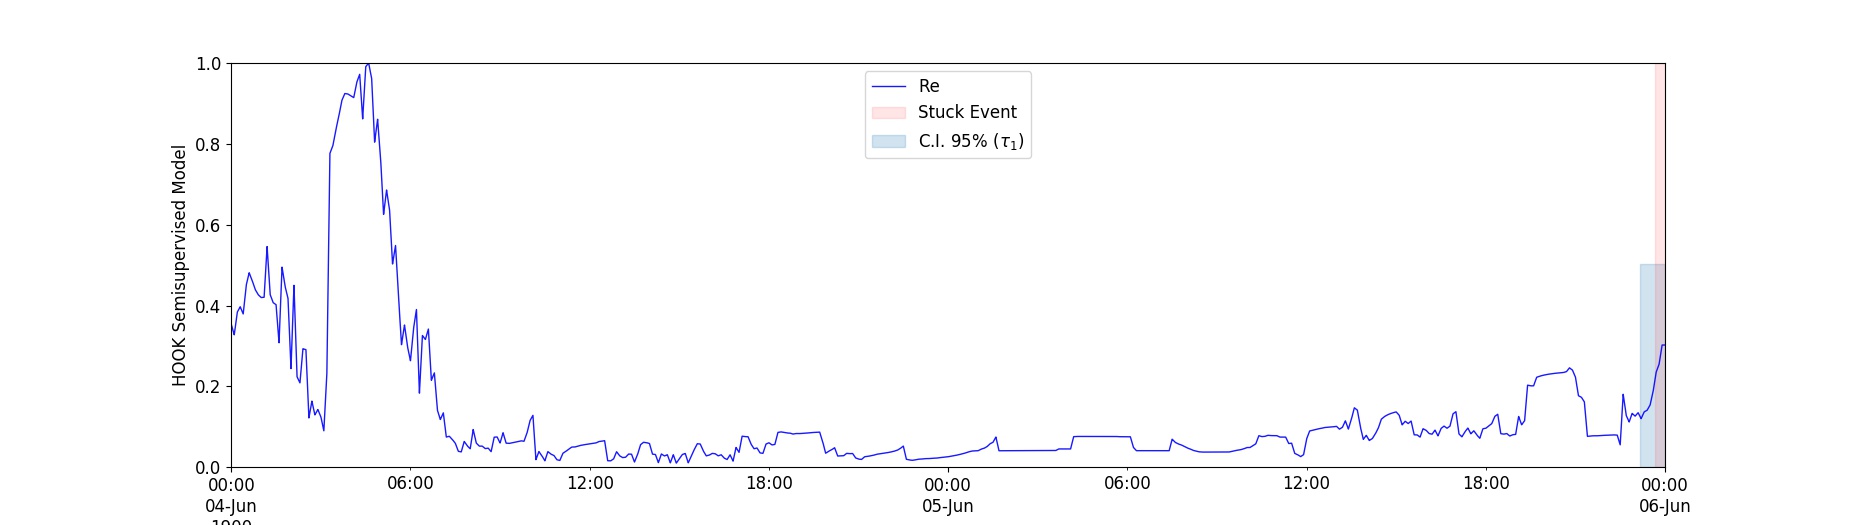 1.0
0.8
0.6
0.4
0.2
0.0
HOOK Semisupervised Model
Re
Stuck Event
C.I. 95% (τ₁)
00:00 06:00 12:00 18:00 00:00 06:00 12:00 18:00 00:00
04-Jun 05-Jun 06-Jun
1900